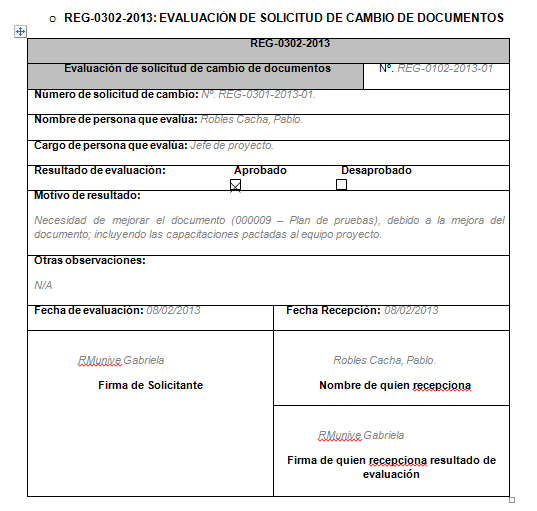 o REG-0302-2013: EVALUACIÓN DE SOLICITUD DE CAMBIO DE DOCUMENTOS
REG-0302-2013
Evaluación de solicitud de cambio de documentos Nº. REG-0102-2013-01
Número de solicitud de cambio: Nº. REG-0301-2013-01.
Nombre de persona que evalúa: Robles Cacha, Pablo.
Cargo de persona que evalúa: Jefe de proyecto.
Resultado de evaluación: Aprobado Desaprobado
Motivo de resultado:
Necesidad de mejorar el documento (000009 – Plan de pruebas), debido a la mejora del
documento; incluyendo las capacitaciones pactadas al equipo proyecto.
Otras observaciones:
N/A
Fecha de evaluación: 08/02/2013 Fecha Recepción: 08/02/2013
RMunive Gabriela
Firma de Solicitante
Robles Cacha, Pablo.
Nombre de quien recepciona
RMunive Gabriela
Firma de quien recepciona resultado de
evaluación